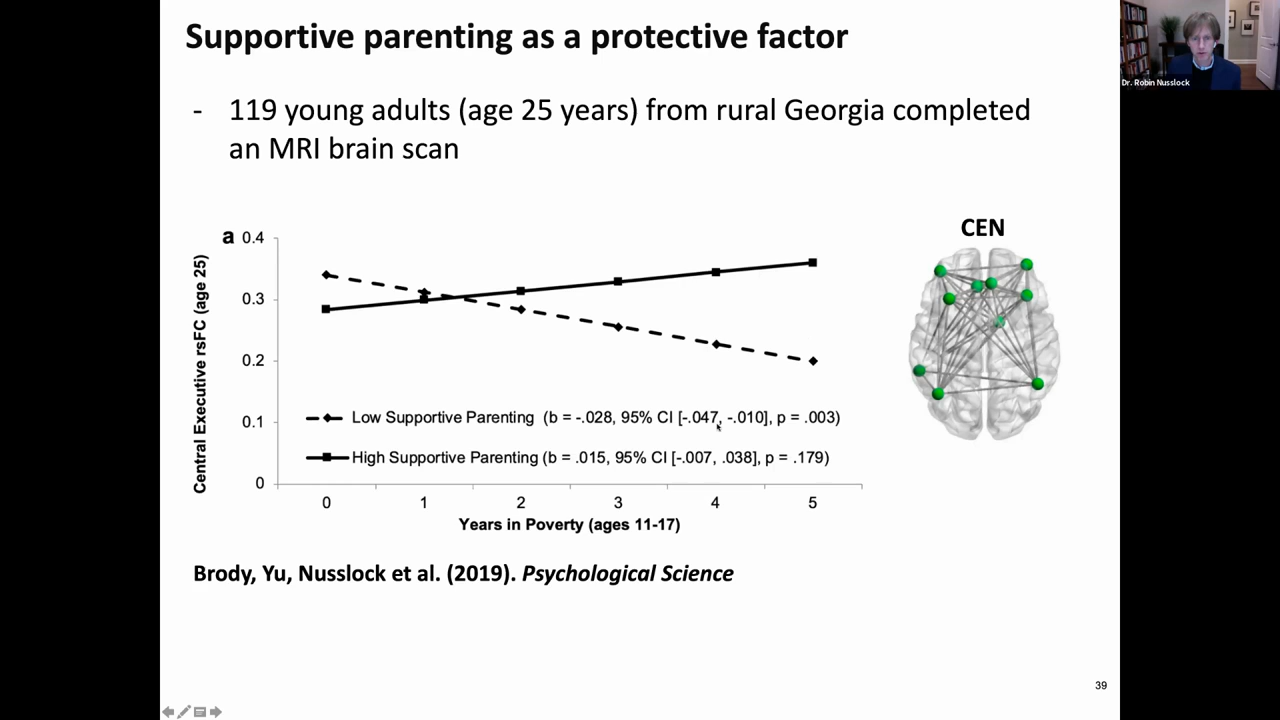 Supportive parenting as a protective factor
Dr. Robin Nusslock
- 119 young adults (age 25 years) from rural Georgia completed
an MRI brain scan
CEN
a
Central Executive rsFC (age 25)
0.4
0.3
0.2
0.1
0
Low Supportive Parenting (b = -.028, 95% CI [-.047, -.010], p = .003)
High Supportive Parenting (b = .015, 95% CI [-.007, .038], p = .179)
0 1 2 3 4 5
Years in Poverty (ages 11-17)
Brody, Yu, Nusslock et al. (2019). Psychological Science
39